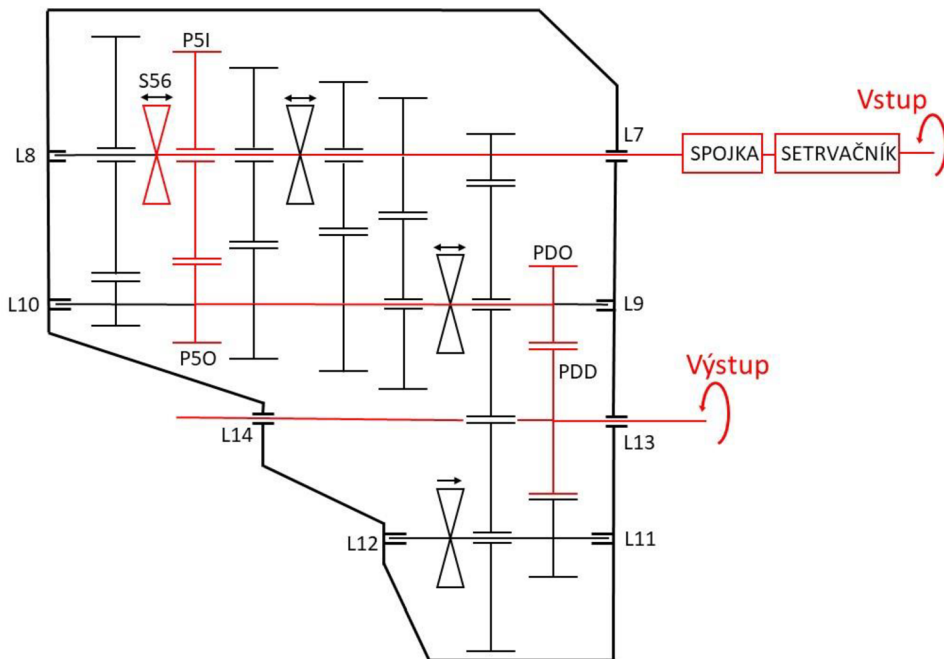 P5I
S56
L7
Vstup
L8
SPOJKA
SETRVAČNÍK
PDO
L10
L9
P5O
PDD
Výstup
L14
L13
L12
L11